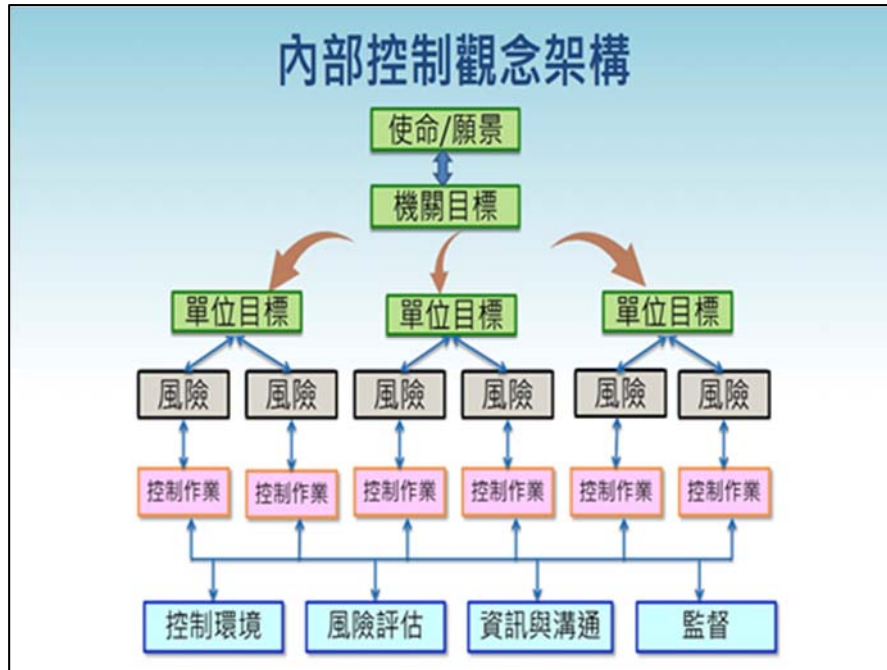 內部控制觀念架構
使命/願景
機關目標
單位目標
單位目標
單位目標
風險
風險
風險
風險
風險
風險
控制作業
控制作業
控制作業
控制作業
控制作業
控制作業
控制環境
風險評估
資訊與溝通
監督